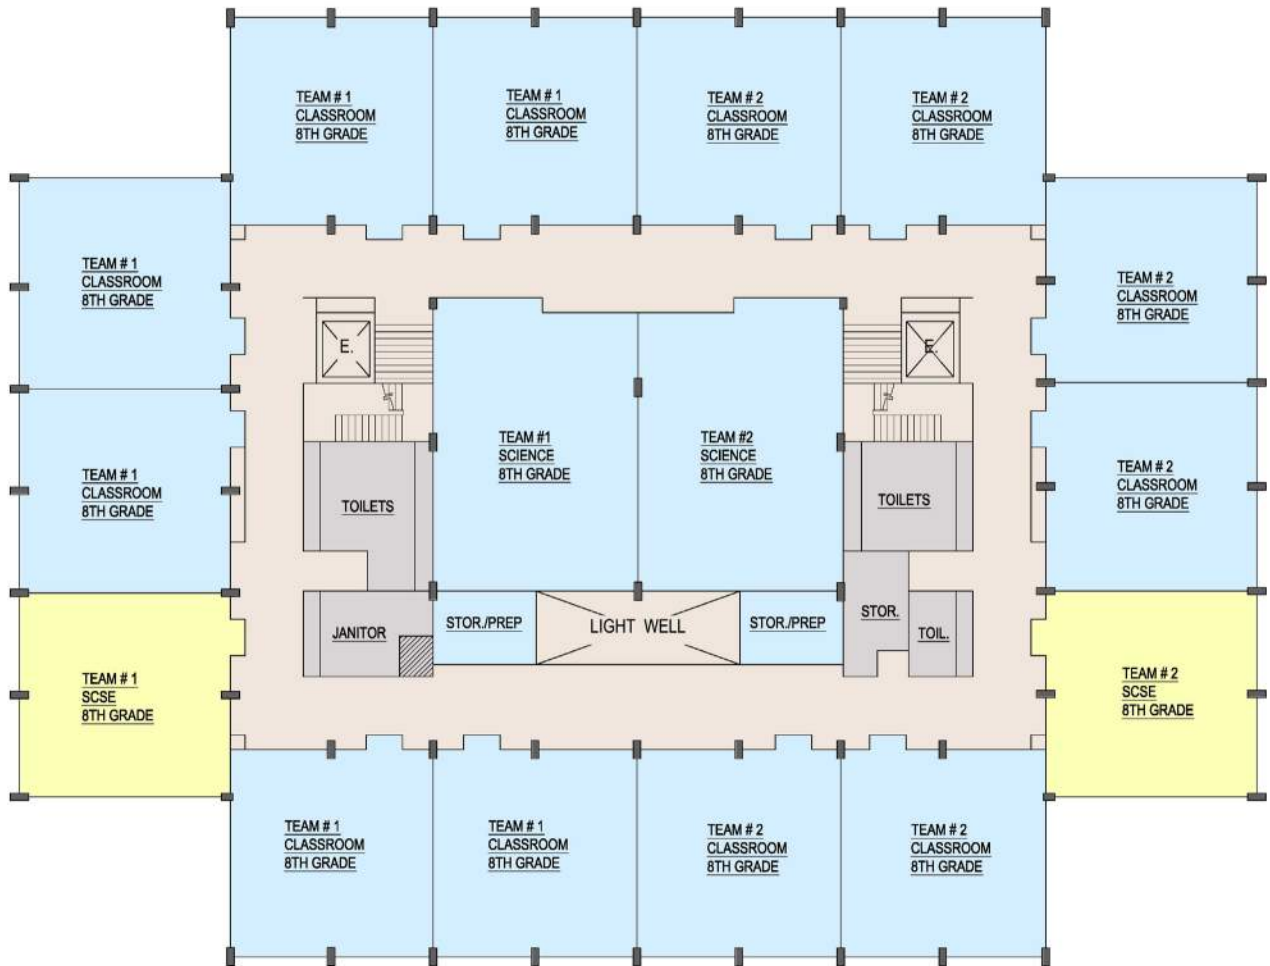 TEAM # 1
CLASSROOM
8TH GRADE
TEAM # 1
CLASSROOM
8TH GRADE
TEAM # 2
CLASSROOM
8TH GRADE
TEAM # 2
CLASSROOM
8TH GRADE
TEAM # 1
CLASSROOM
8TH GRADE
TEAM # 2
CLASSROOM
8TH GRADE
E.
E.
TEAM #1
SCIENCE
8TH GRADE
TEAM #2
SCIENCE
8TH GRADE
TEAM # 1
CLASSROOM
8TH GRADE
TEAM # 2
CLASSROOM
8TH GRADE
TOILETS
TOILETS
JANITOR
STOR./PREP
LIGHT WELL
STOR./PREP
STOR.
TOIL.
TEAM # 1
SCSE
8TH GRADE
TEAM # 2
SCSE
8TH GRADE
TEAM # 1
CLASSROOM
8TH GRADE
TEAM # 1
CLASSROOM
8TH GRADE
TEAM # 2
CLASSROOM
8TH GRADE
TEAM # 2
CLASSROOM
8TH GRADE